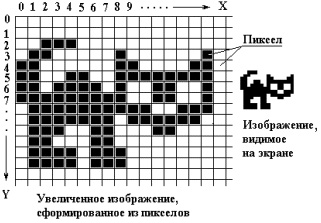 0 1 2 3 4 5 6 7 8 9 ..... X
0
1
2
3
4
5
6
7
Y
Пиксел
Изображение,
видимое
на экране
Увеличенное изображение,
сформированное из пикселов